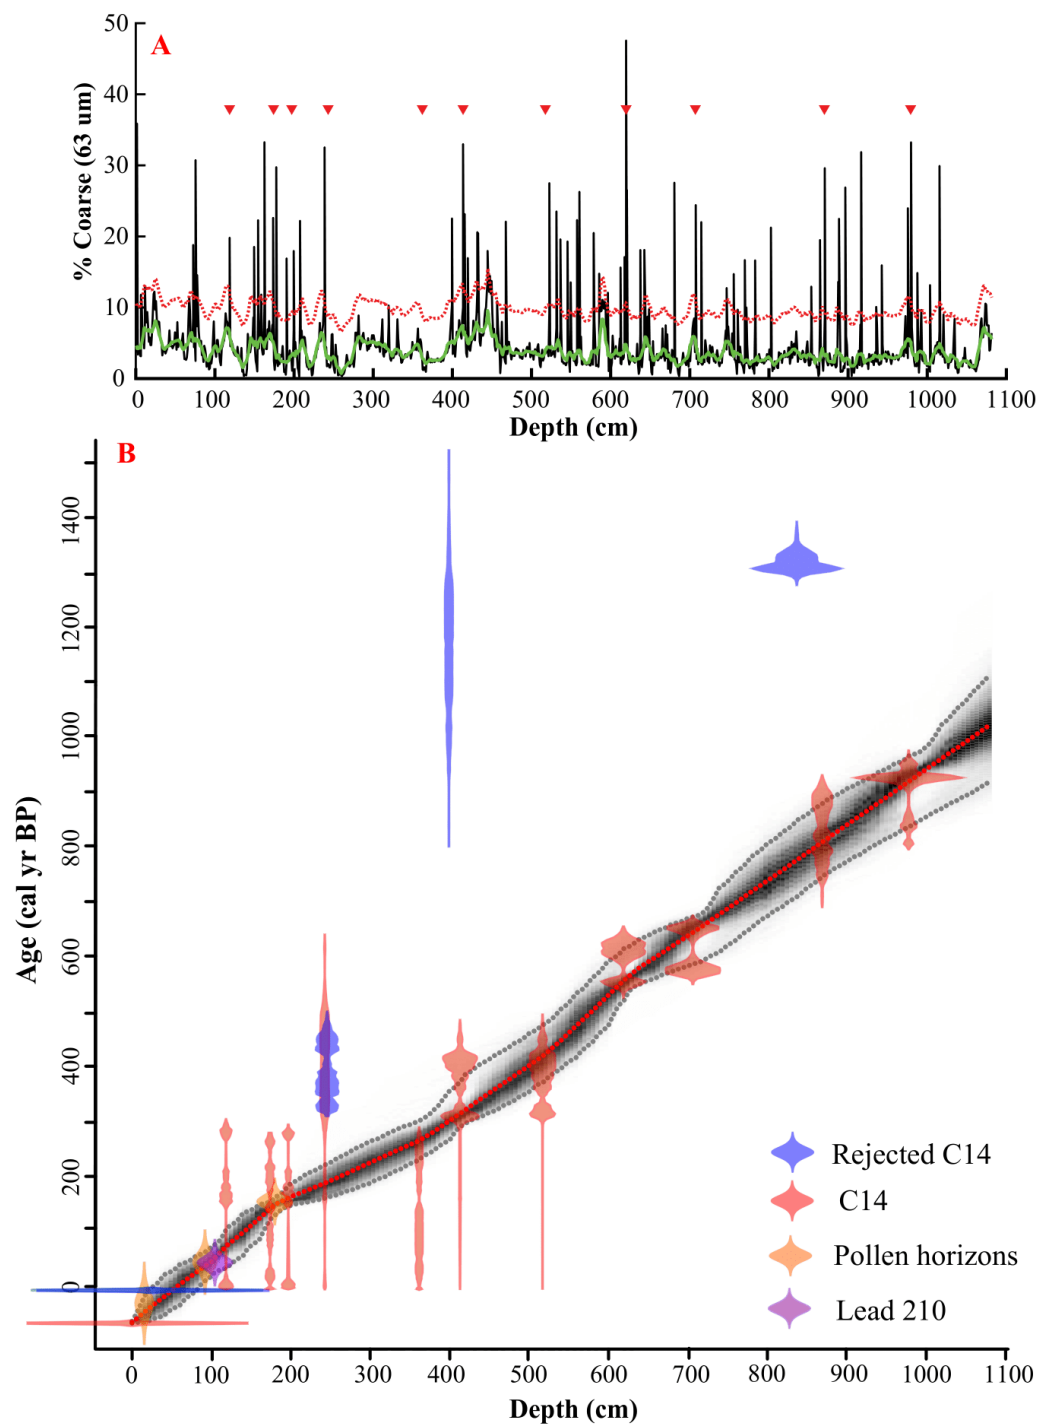 A
% Coarse (63 um)
50
40
30
20
10
0
0 100 200 300 400 500 600 700 800 900 1000 1100
Depth (cm)
B
Age (cal yr BP)
1400
1200
1000
800
600
400
200
0
Rejected C14
C14
Pollen horizons
Lead 210
0 100 200 300 400 500 600 700 800 900 1000 1100
Depth (cm)